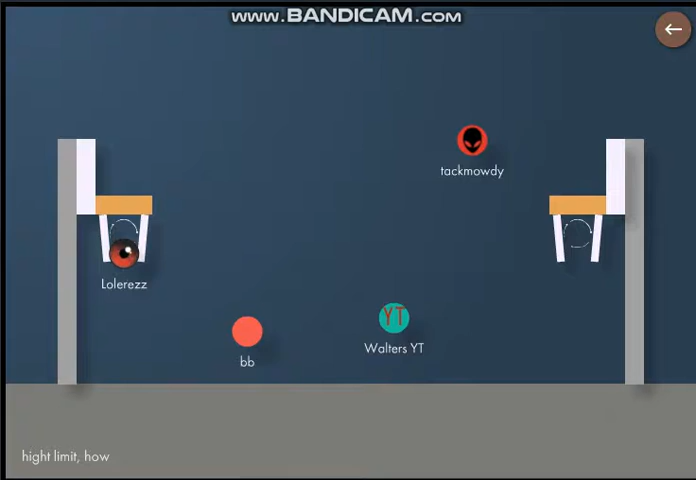 www.BANDICAM.com
tackmowdy
Lolerezz
YT
bb
Walters YT
hight limit, how